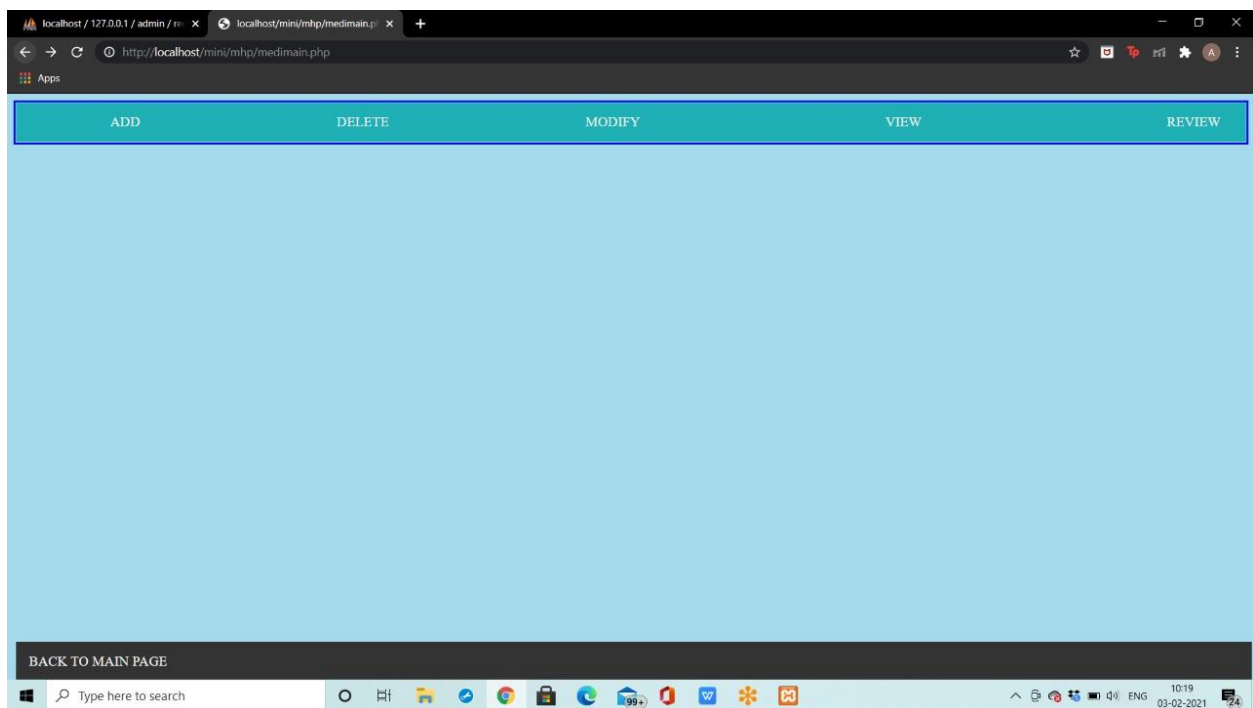 localhost / 127.0.0.1 / admin / re
localhost/mini/mhp/medimain.p
http://localhost/mini/mhp/medimain.php
Tp
A
Apps
ADD DELETE MODIFY VIEW REVIEW
BACK TO MAIN PAGE
Type here to search
99+
W
ENG
10:19
03-02-2021
24